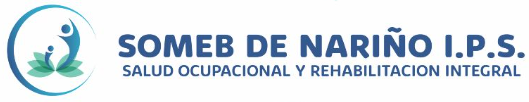 SOMEB DE NARIÑO I.P.S.
SALUD OCUPACIONAL Y REHABILITACION INTEGRAL